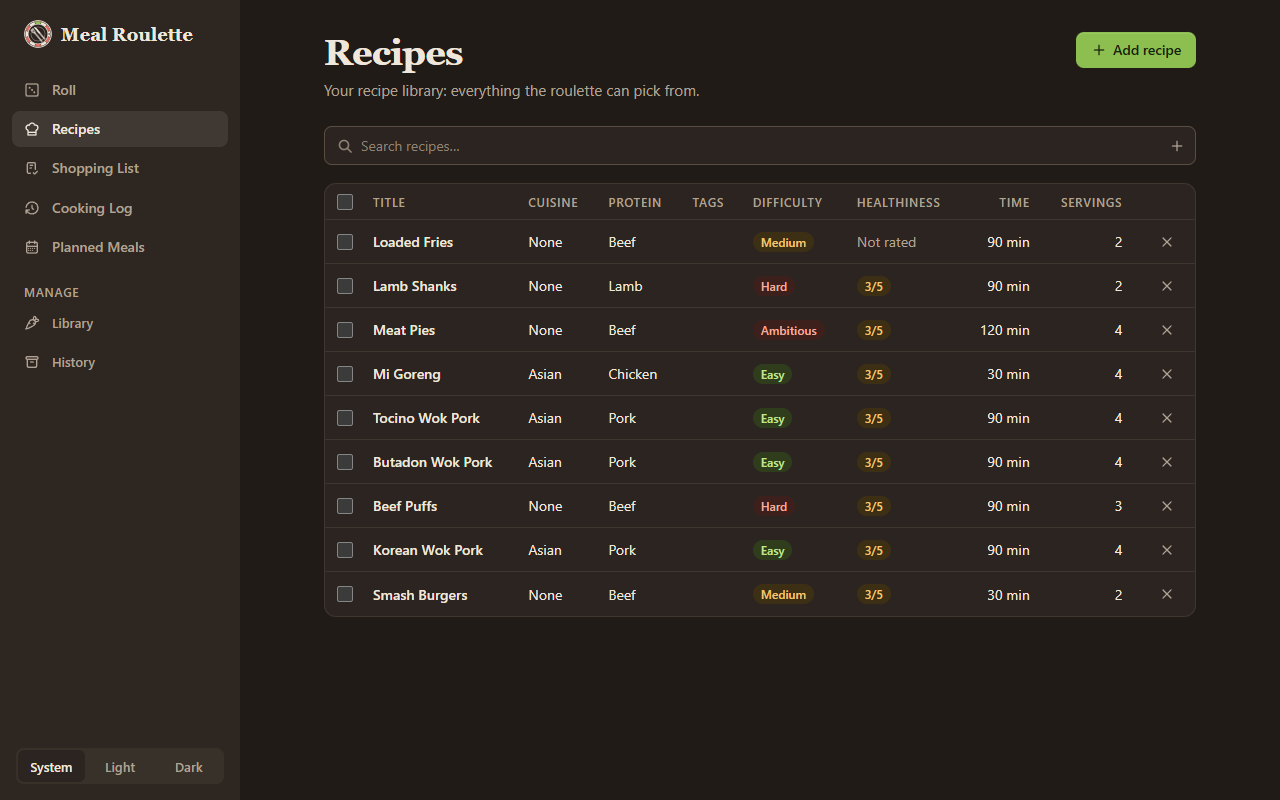 Meal Roulette
Roll
Recipes
Shopping List
Cooking Log
Planned Meals
MANAGE
Library
History
System Light Dark
Recipes
Your recipe library: everything the roulette can pick from.
+ Add recipe
Search recipes...
TITLE CUISINE PROTEIN TAGS DIFFICULTY HEALTHINESS TIME SERVINGS
Loaded Fries None Beef Medium Not rated 90 min 2
Lamb Shanks None Lamb Hard 3/5 90 min 2
Meat Pies None Beef Ambitious 3/5 120 min 4
Mi Goreng Asian Chicken Easy 3/5 30 min 4
Tocino Wok Pork Asian Pork Easy 3/5 90 min 4
Butadon Wok Pork Asian Pork Easy 3/5 90 min 4
Beef Puffs None Beef Hard 3/5 90 min 3
Korean Wok Pork Asian Pork Easy 3/5 90 min 4
Smash Burgers None Beef Medium 3/5 30 min 2